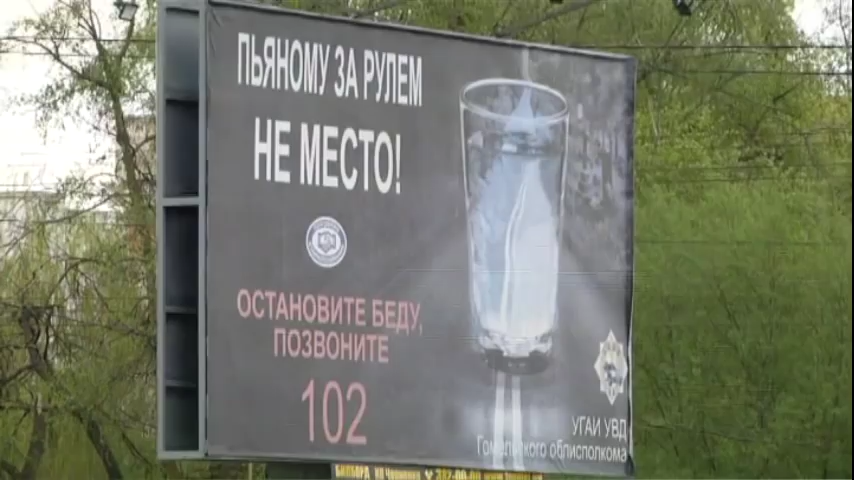 ПЬЯНОМУ ЗА РУЛЕМ
НЕ МЕСТО!
ОСТАНОВИТЕ БЕДУ,
ПОЗВОНИТЕ
102
УГАИ УВД
Гомельского облисполкома